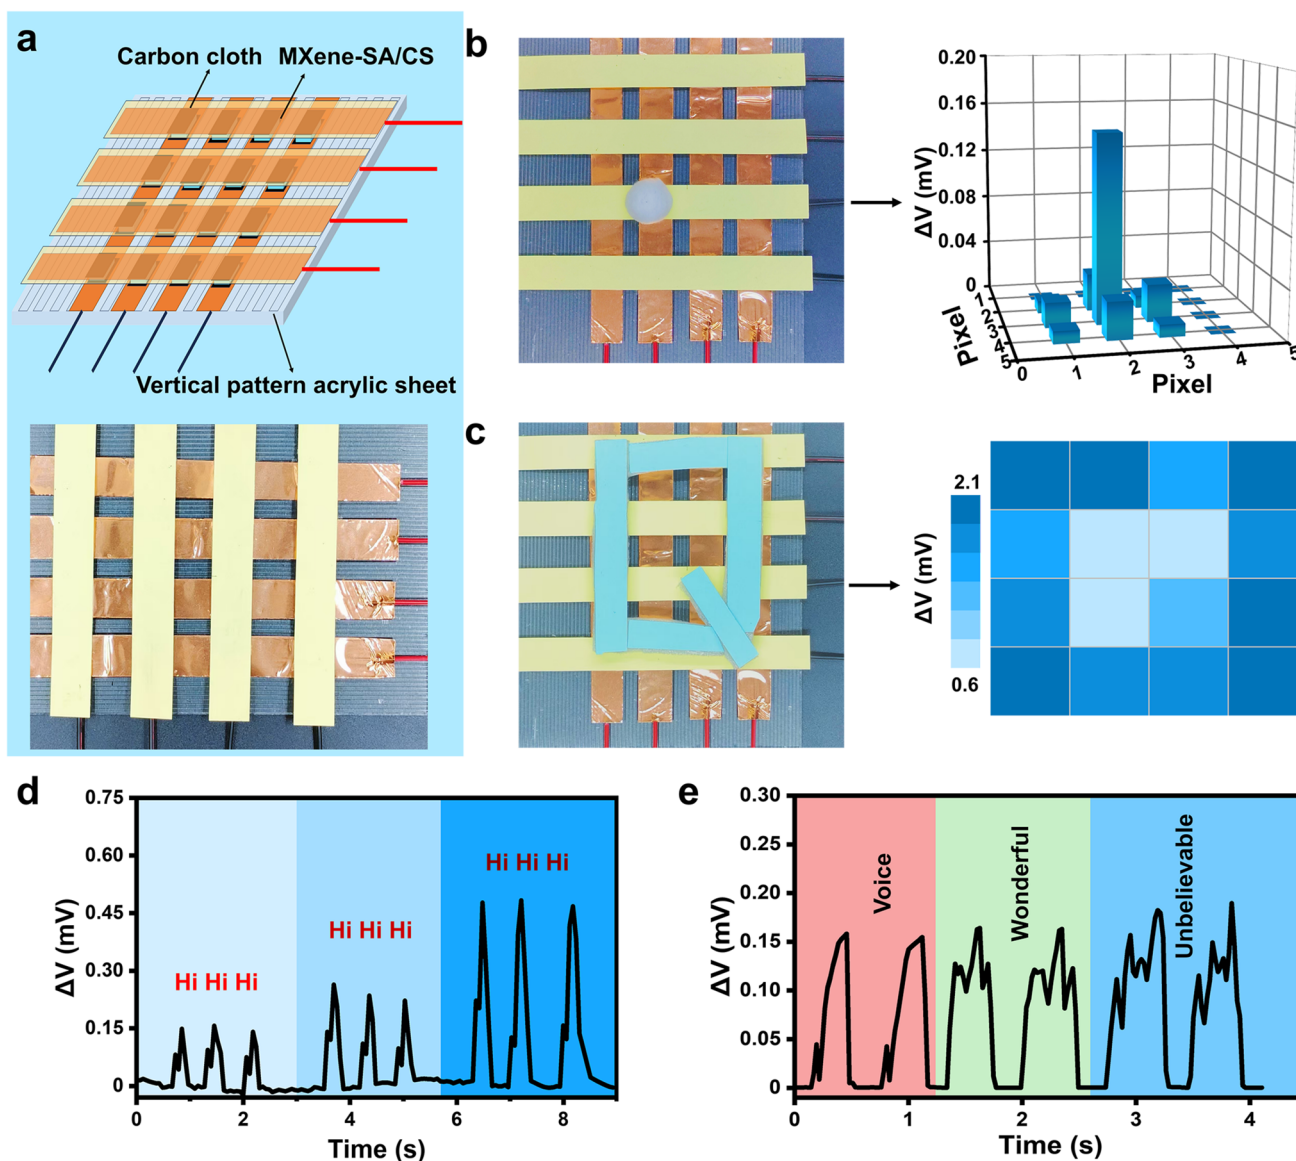 a
Carbon cloth
MXene-SA/CS
Vertical pattern acrylic sheet
b
0.20
0.16
0.12
0.08
0.04
0
ΔV (mV)
1
2
3
4
5
Pixel
0
1
2
3
4
5
Pixel
c
2.1
ΔV (mV)
0.6
d
0.75
0.60
0.45
0.30
0.15
0
ΔV (mV)
Hi Hi Hi
Hi Hi Hi
Hi Hi Hi
0
2
4
6
8
Time (s)
e
0.30
0.25
0.20
0.15
0.10
0.05
0
ΔV (mV)
Voice
Wonderful
Unbelievable
0
1
2
3
4
Time (s)